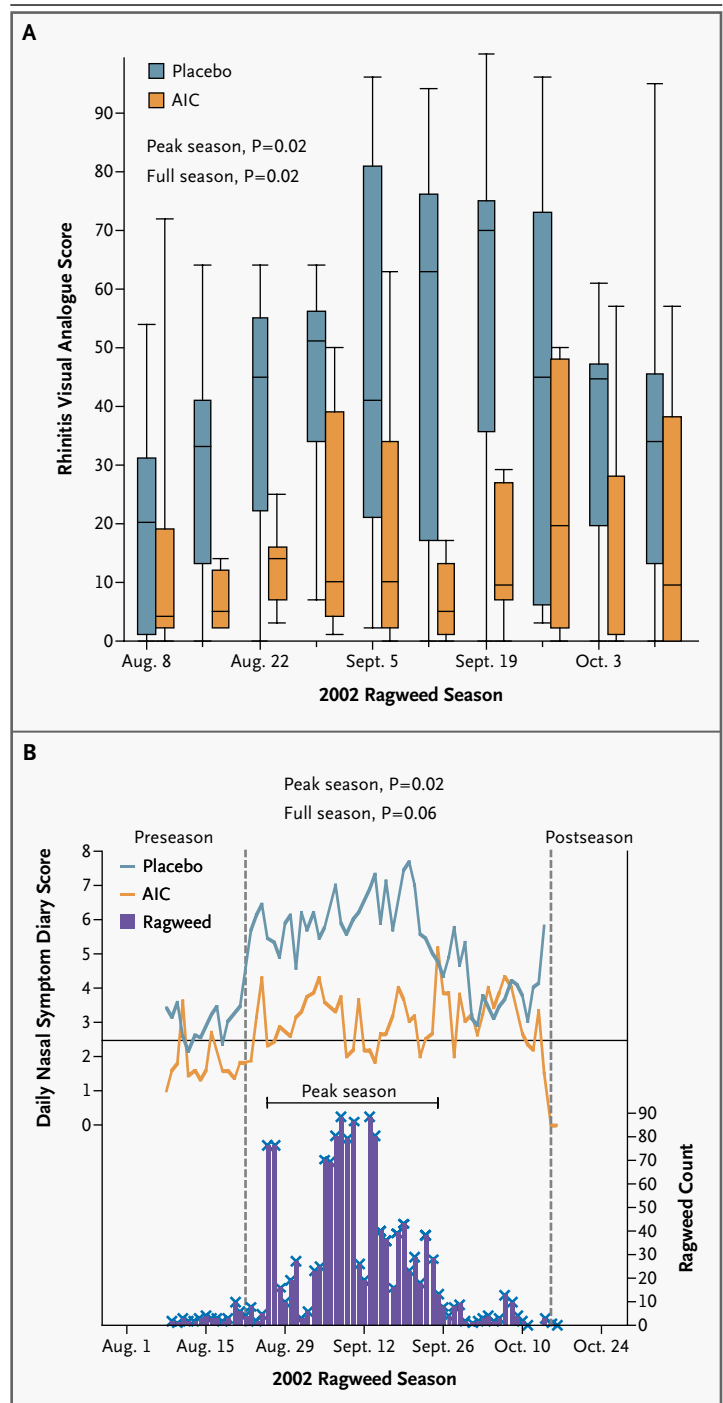 A
Placebo
AIC
Peak season, P=0.02
Full season, P=0.02
90
80
70
60
50
40
30
20
10
0
Rhinitis Visual Analogue Score
Aug. 8
Aug. 22
Sept. 5
Sept. 19
Oct. 3
2002 Ragweed Season
B
Peak season, P=0.02
Full season, P=0.06
Preseason
Postseason
Placebo
AIC
Ragweed
8
7
6
5
4
3
2
1
0
Daily Nasal Symptom Diary Score
Peak season
90
80
70
60
50
40
30
20
10
0
Ragweed Count
Aug. 1
Aug. 15
Aug. 29
Sept. 12
Sept. 26
Oct. 10
Oct. 24
2002 Ragweed Season